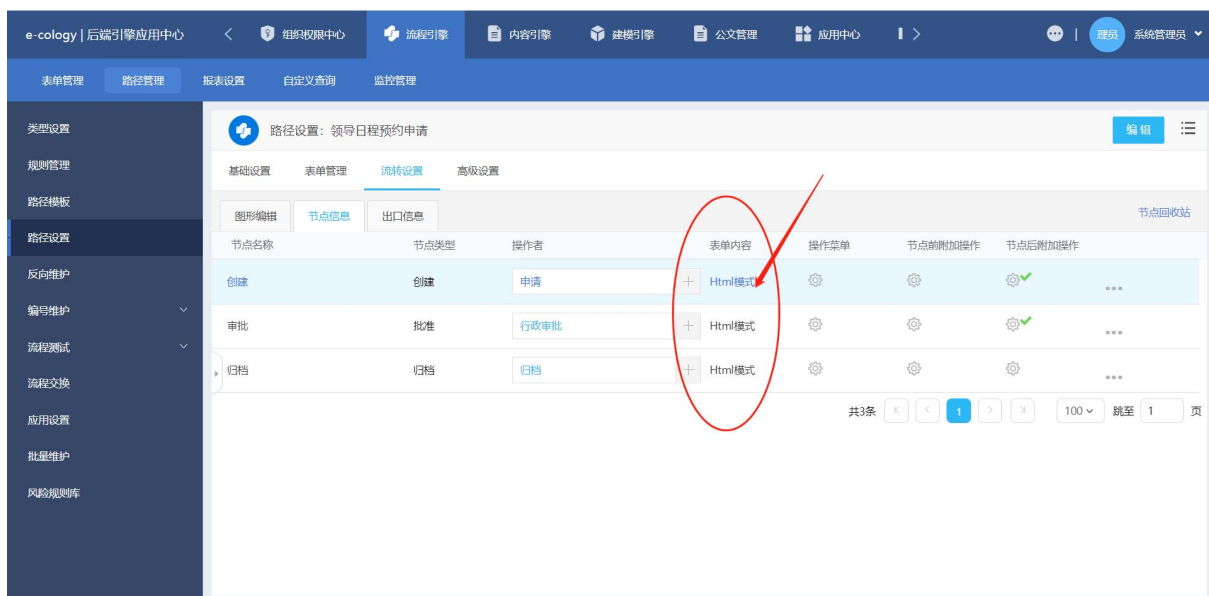 e-cology | 后端引擎应用中心 组织权限中心 流程引擎 内容引擎 建模引擎 公文管理 应用中心 理员 系统管理员
表单管理 路径管理 报表设置 自定义查询 监控管理
类型设置
规则管理
路径模板
路径设置
反向维护
编号维护
流程测试
流程交换
应用设置
批量维护
风险规则库
路径设置：领导日程预约申请 编辑
基础设置 表单管理 流转设置 高级设置
图形编辑 节点信息 出口信息 节点回收站
节点名称 节点类型 操作者 表单内容 操作菜单 节点前附加操作 节点后附加操作
创建 创建 申请 Html模式
审批 批准 行政审批 Html模式
归档 归档 归档 Html模式
共3条 1 100 跳至 1 页